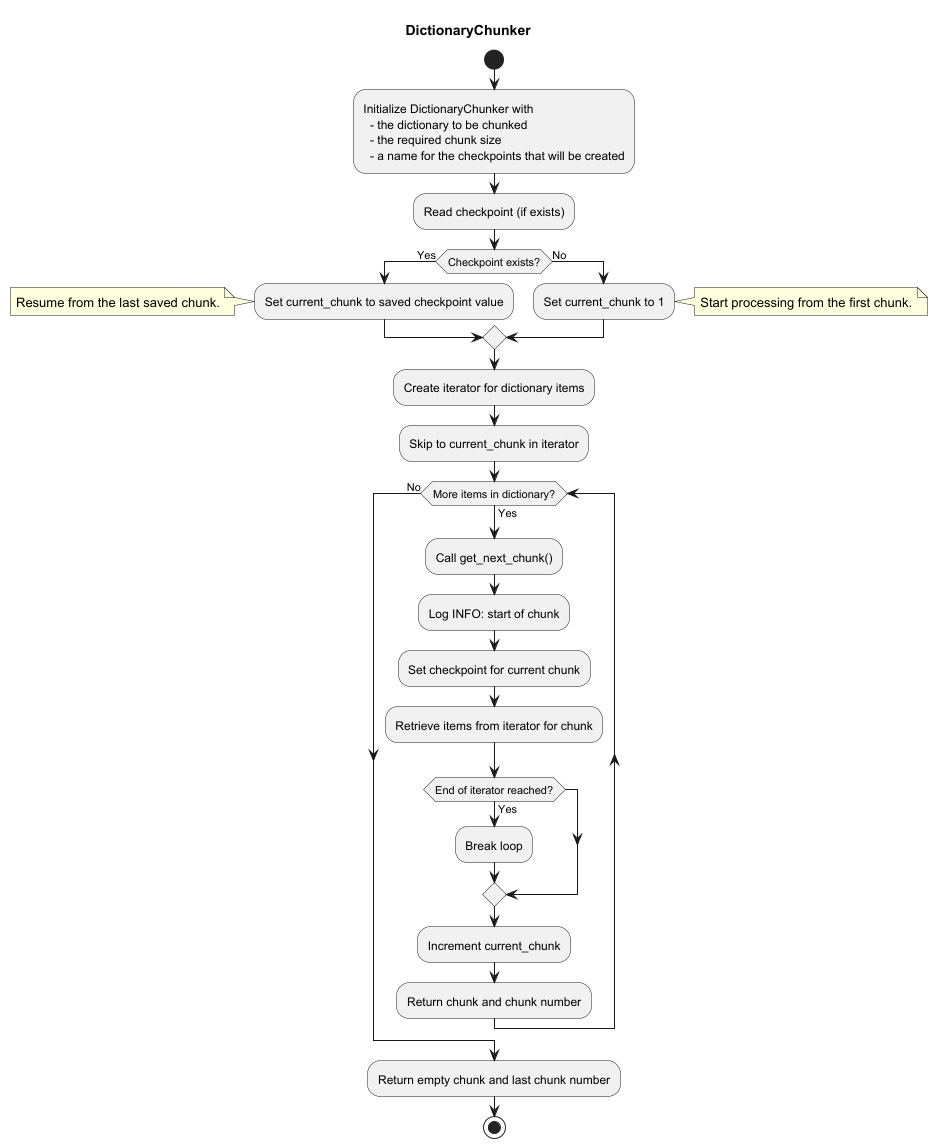 DictionaryChunker
Initialize DictionaryChunker with
- the dictionary to be chunked
- the required chunk size
- a name for the checkpoints that will be created
Read checkpoint (if exists)
Yes
Checkpoint exists?
No
Resume from the last saved chunk.
Set current_chunk to saved checkpoint value
Set current_chunk to 1
Start processing from the first chunk.
Create iterator for dictionary items
Skip to current_chunk in iterator
No
More items in dictionary?
Yes
Call get_next_chunk()
Log INFO: start of chunk
Set checkpoint for current chunk
Retrieve items from iterator for chunk
End of iterator reached?
Yes
Break loop
Increment current_chunk
Return chunk and chunk number
Return empty chunk and last chunk number